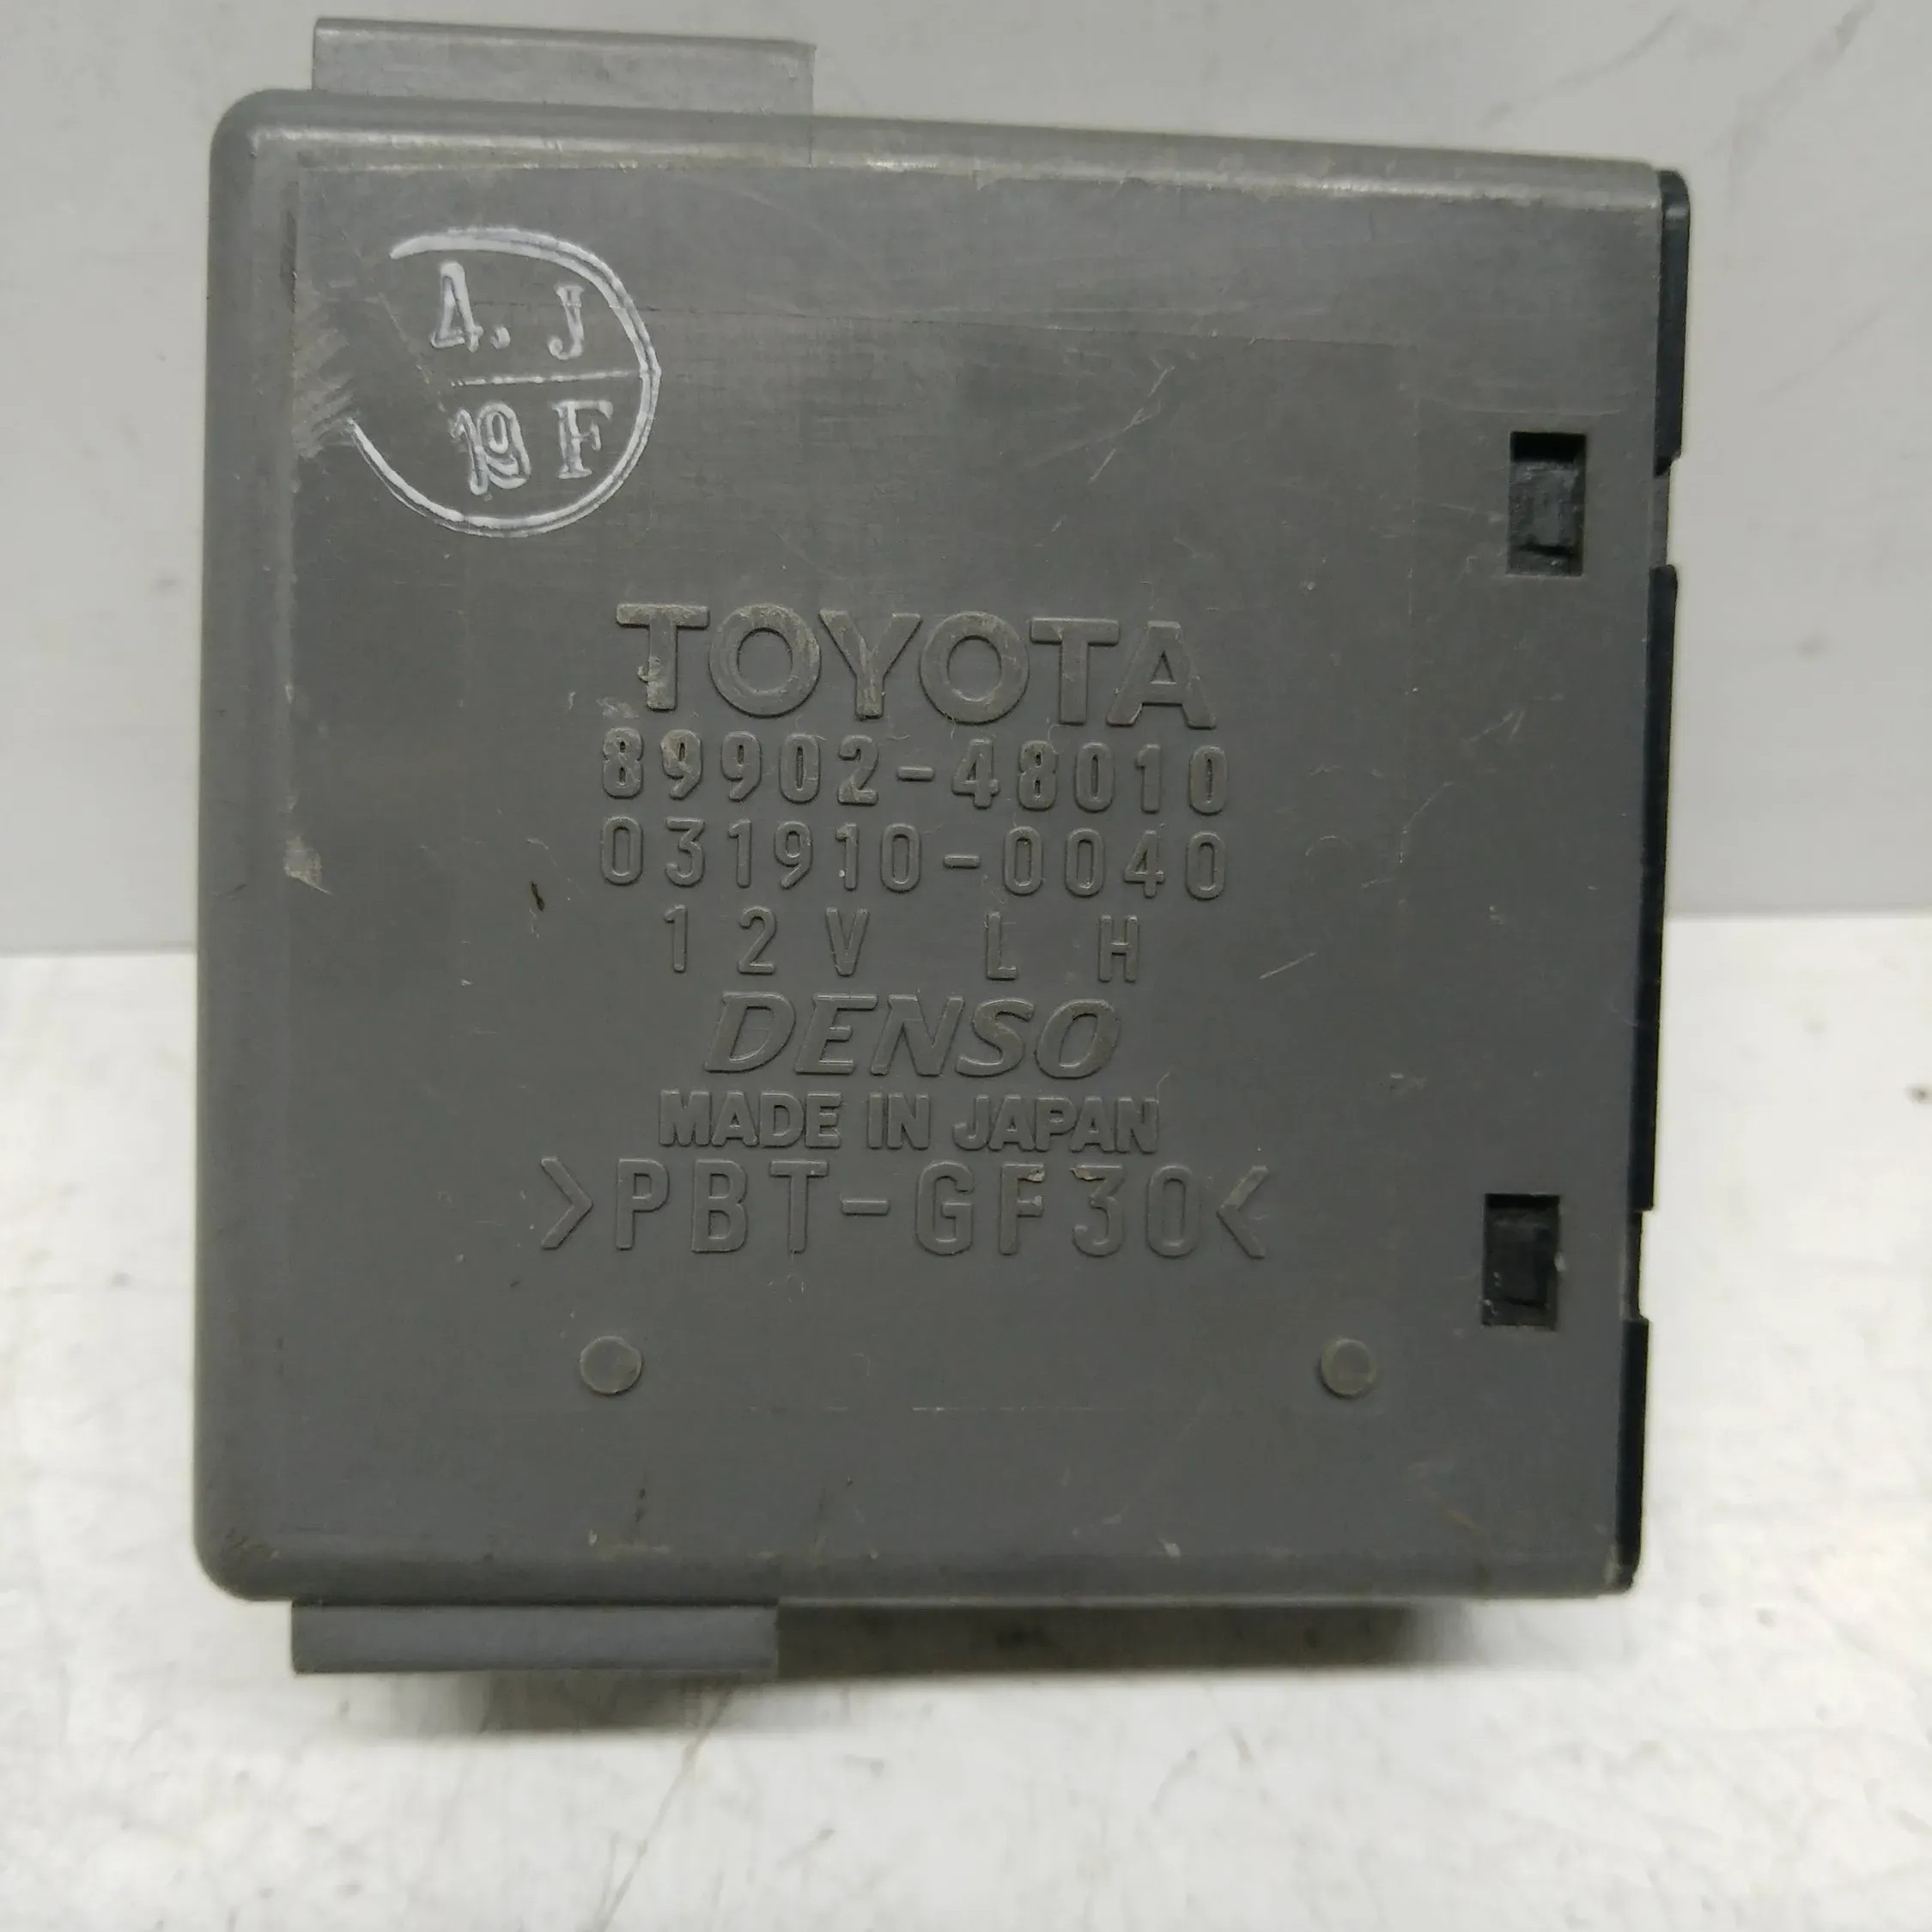 4. J
19 F
TOYOTA
89902-48010
031910-0040
12V LH
DENSO
MADE IN JAPAN
>PBT-GF30<